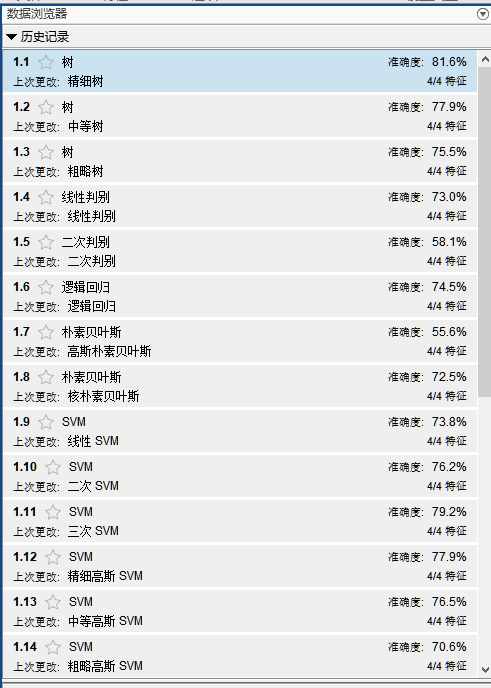 数据浏览器
历史记录
1.1 树 准确度: 81.6%
上次更改: 精细树 4/4 特征
1.2 树 准确度: 77.9%
上次更改: 中等树 4/4 特征
1.3 树 准确度: 75.5%
上次更改: 粗略树 4/4 特征
1.4 线性判别 准确度: 73.0%
上次更改: 线性判别 4/4 特征
1.5 二次判别 准确度: 58.1%
上次更改: 二次判别 4/4 特征
1.6 逻辑回归 准确度: 74.5%
上次更改: 逻辑回归 4/4 特征
1.7 朴素贝叶斯 准确度: 55.6%
上次更改: 高斯朴素贝叶斯 4/4 特征
1.8 朴素贝叶斯 准确度: 72.5%
上次更改: 核朴素贝叶斯 4/4 特征
1.9 SVM 准确度: 73.8%
上次更改: 线性 SVM 4/4 特征
1.10 SVM 准确度: 76.2%
上次更改: 二次 SVM 4/4 特征
1.11 SVM 准确度: 79.2%
上次更改: 三次 SVM 4/4 特征
1.12 SVM 准确度: 77.9%
上次更改: 精细高斯 SVM 4/4 特征
1.13 SVM 准确度: 76.5%
上次更改: 中等高斯 SVM 4/4 特征
1.14 SVM 准确度: 70.6%
上次更改: 粗略高斯 SVM 4/4 特征